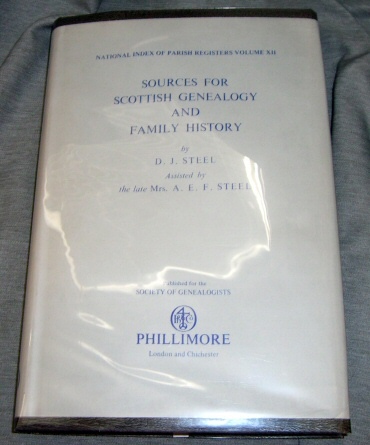 NATIONAL INDEX OF PARISH REGISTERS VOLUME XII
SOURCES FOR
SCOTTISH GENEALOGY
AND
FAMILY HISTORY
by
D. J. STEEL
Assisted by
the late Mrs. A. E. F. STEEL
for the
SOCIETY OF GENEALOGISTS
PHILLIMORE
London and Chichester